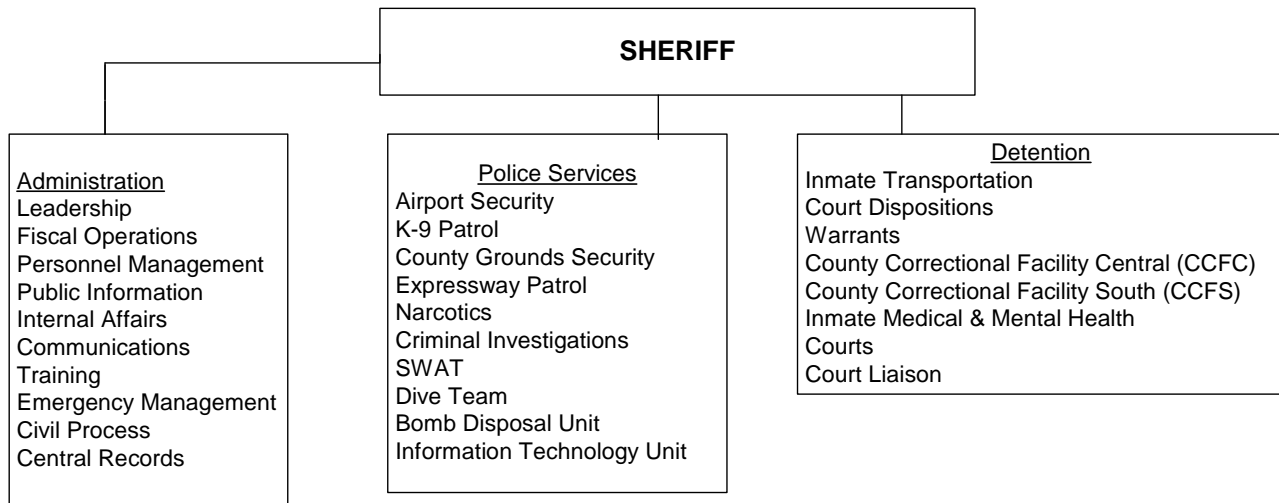 SHERIFF
Administration
Leadership
Fiscal Operations
Personnel Management
Public Information
Internal Affairs
Communications
Training
Emergency Management
Civil Process
Central Records
Police Services
Airport Security
K-9 Patrol
County Grounds Security
Expressway Patrol
Narcotics
Criminal Investigations
SWAT
Dive Team
Bomb Disposal Unit
Information Technology Unit
Detention
Inmate Transportation
Court Dispositions
Warrants
County Correctional Facility Central (CCFC)
County Correctional Facility South (CCFS)
Inmate Medical & Mental Health
Courts
Court Liaison